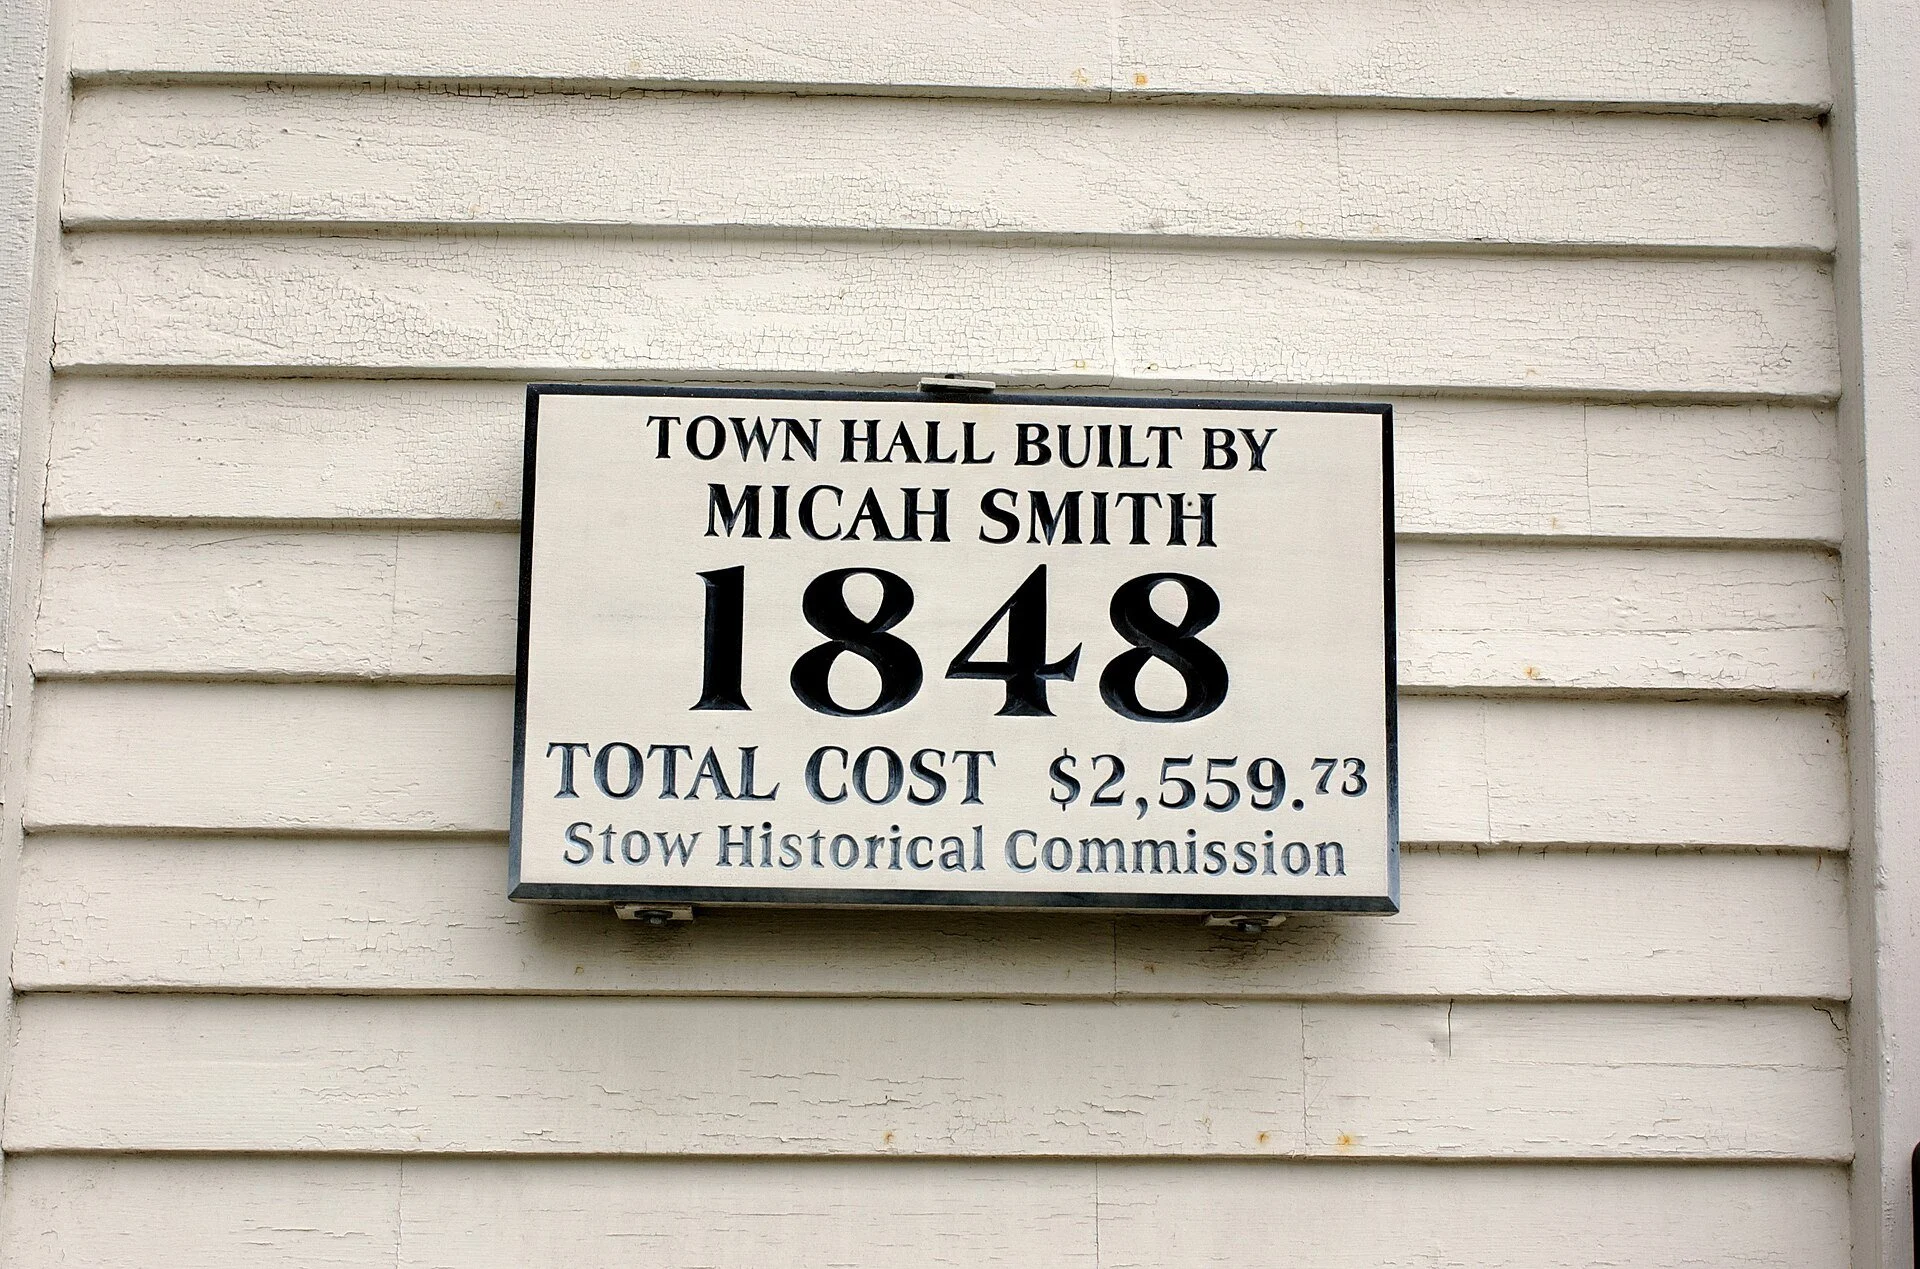 TOWN HALL BUILT BY
MICAH SMITH
1848
TOTAL COST $2,559.73
Stow Historical Commission